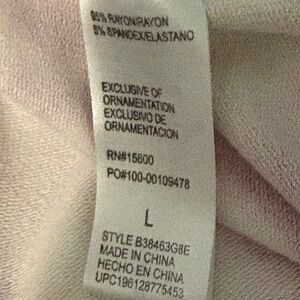 95% RAYON/RAYON
5% SPANDEX/ELASTANO
EXCLUSIVE OF
ORNAMENTATION
EXCLUSIVO DE
ORNAMENTACION
RN#15600
PO#100-00109478
L
STYLE B38463G8E
MADE IN CHINA
HECHO EN CHINA
UPC196128775453